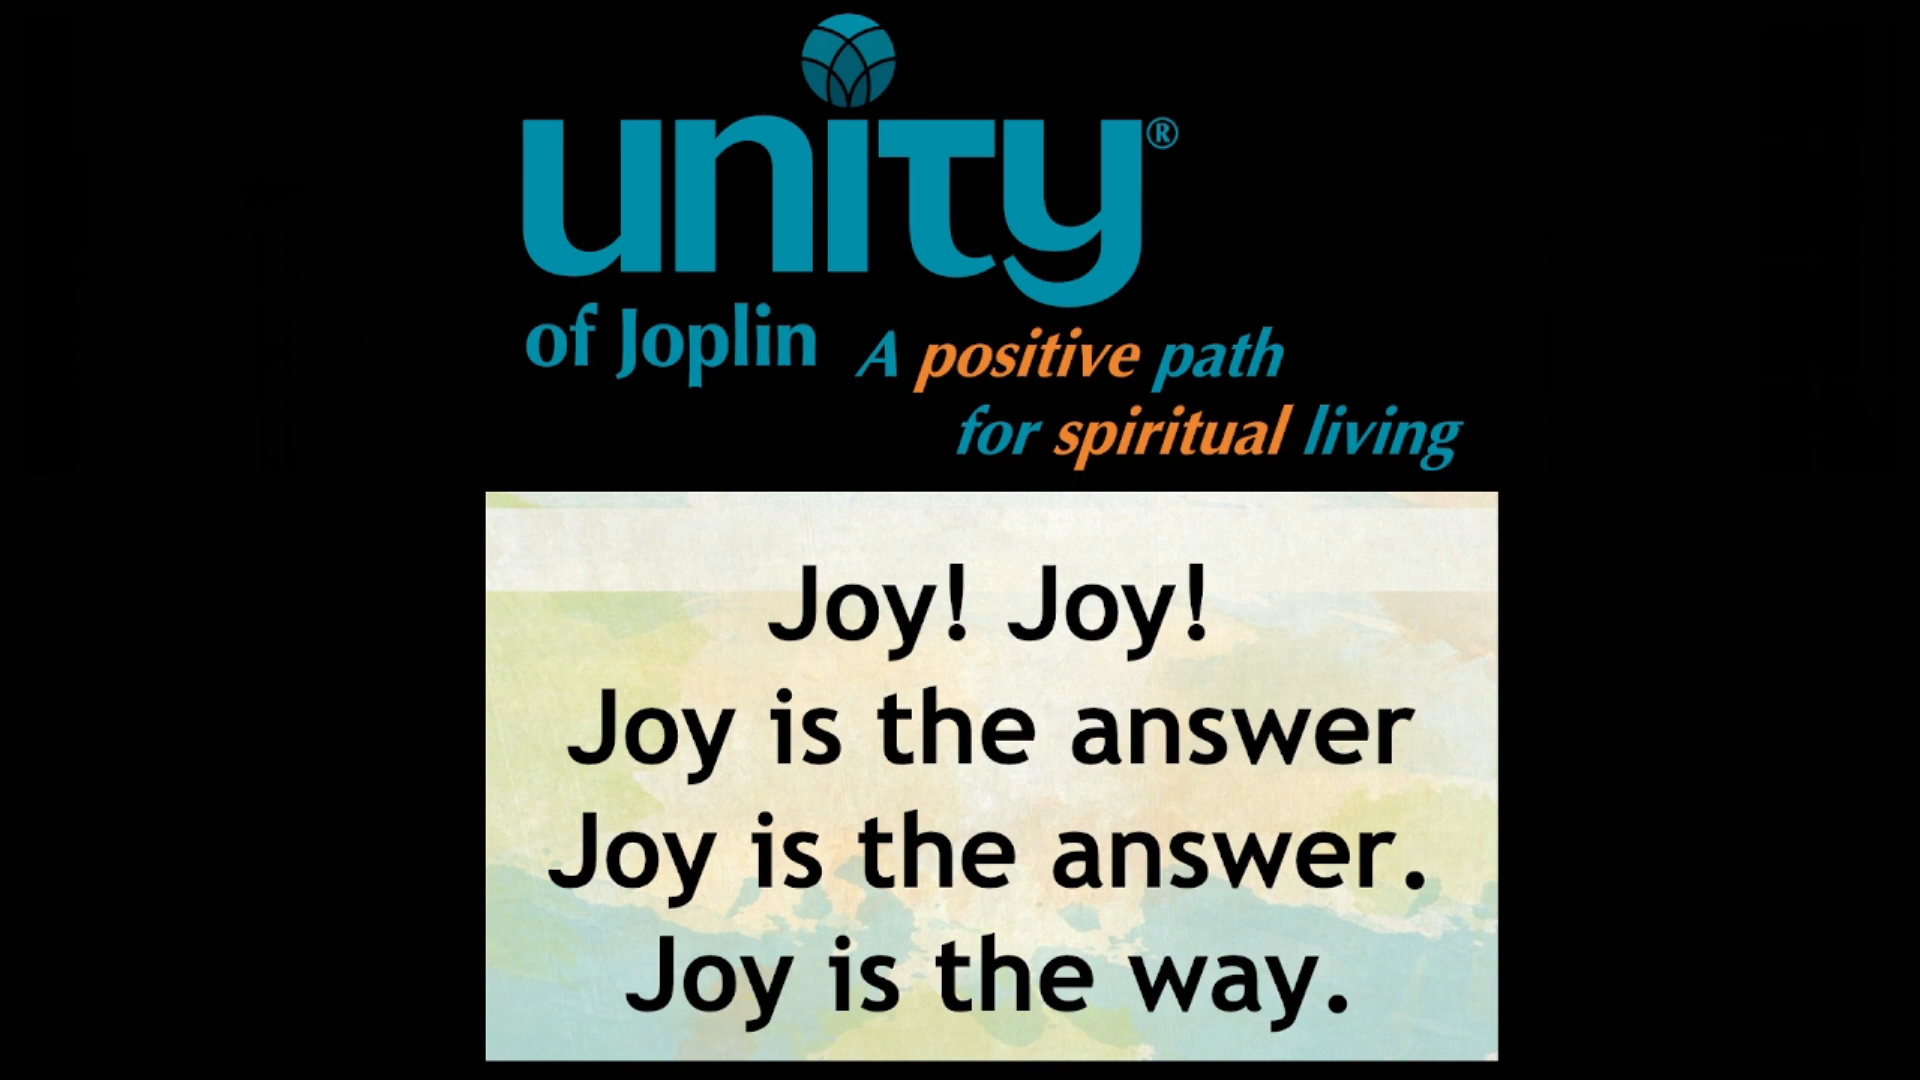 unity®
of Joplin
A positive path
for spiritual living
Joy! Joy!
Joy is the answer
Joy is the answer.
Joy is the way.